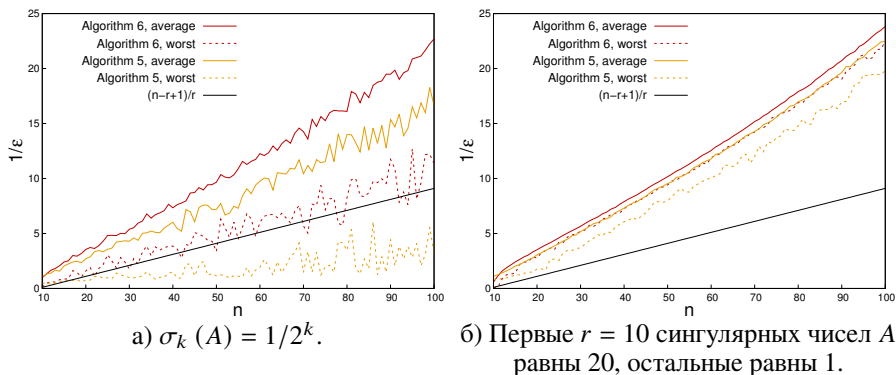 25
20
15
10
5
0
1/ε
Algorithm 6, average
Algorithm 6, worst
Algorithm 5, average
Algorithm 5, worst
(n−r+1)/r
10 20 30 40 50 60 70 80 90 100
n
а) σₖ (A) = 1/2ᵏ.
25
20
15
10
5
0
1/ε
Algorithm 6, average
Algorithm 6, worst
Algorithm 5, average
Algorithm 5, worst
(n−r+1)/r
10 20 30 40 50 60 70 80 90 100
n
б) Первые r = 10 сингулярных чисел A
равны 20, остальные равны 1.